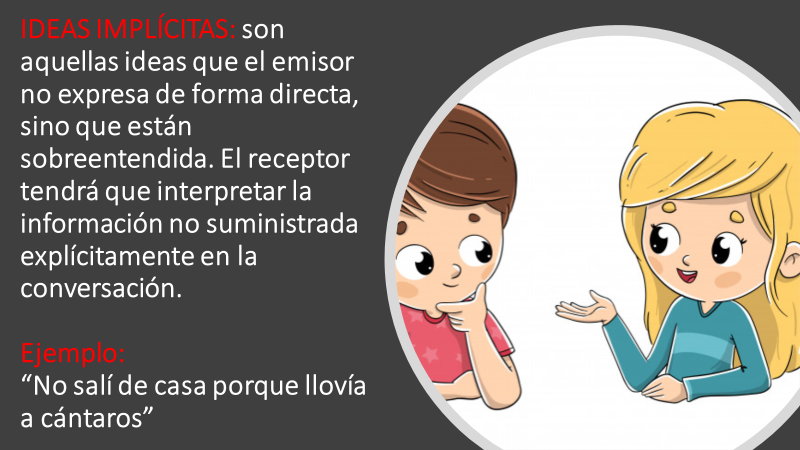 IDEAS IMPLÍCITAS: son
aquellas ideas que el emisor
no expresa de forma directa,
sino que están
sobreentendida. El receptor
tendrá que interpretar la
información no suministrada
explícitamente en la
conversación.
Ejemplo:
“No salí de casa porque llovía
a cántaros”